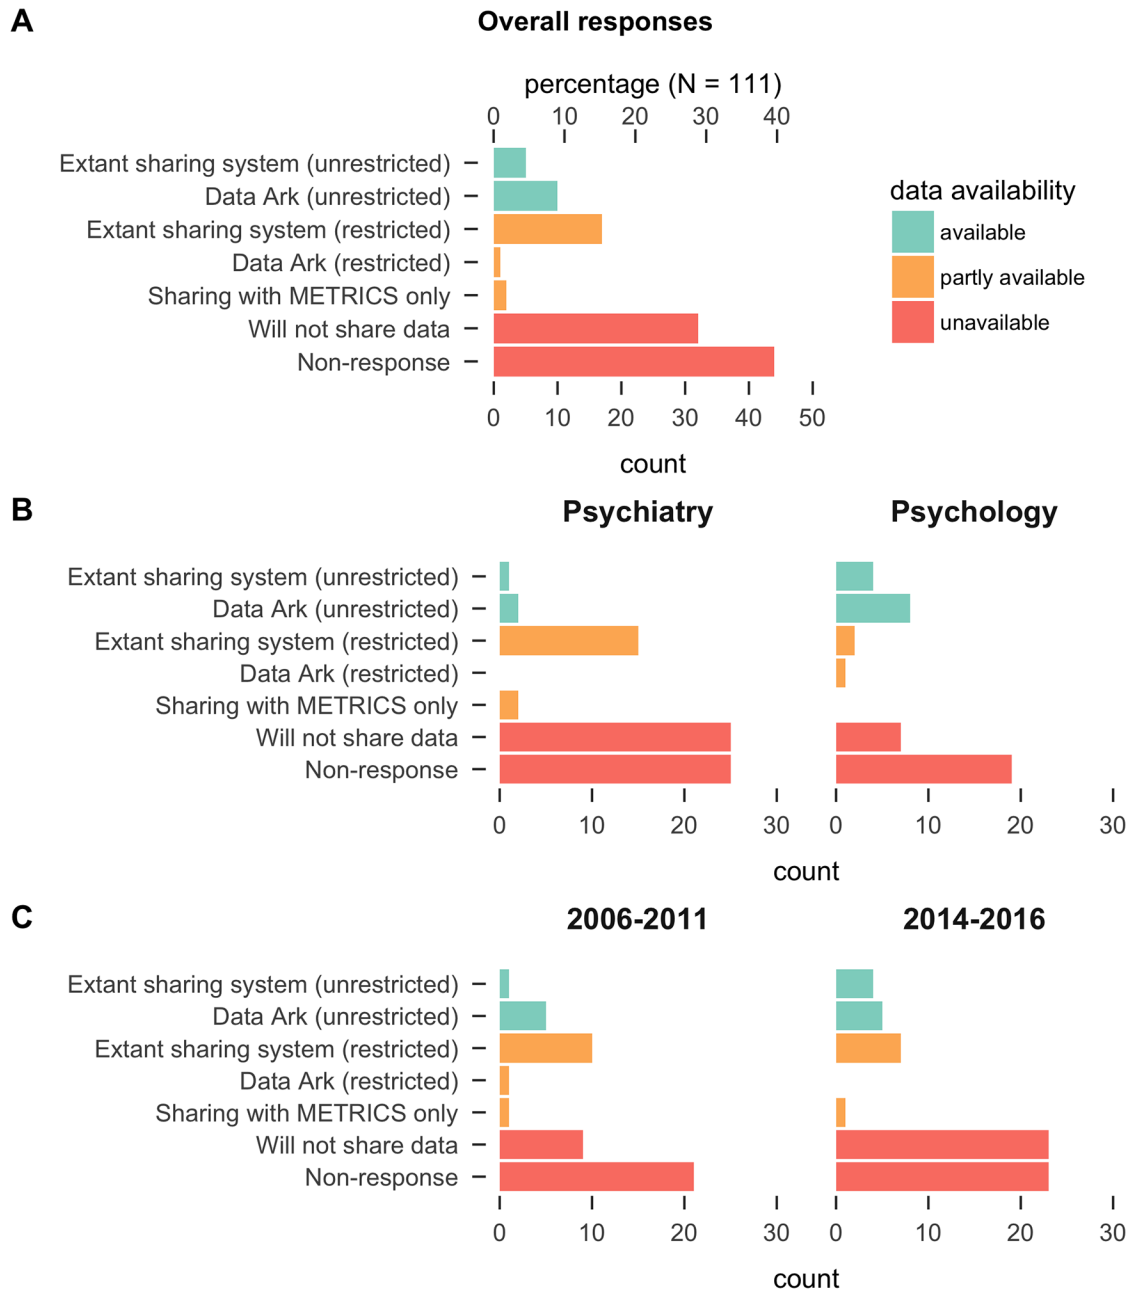 A
Overall responses
percentage (N = 111)
0 10 20 30 40
Extant sharing system (unrestricted)
Data Ark (unrestricted)
Extant sharing system (restricted)
Data Ark (restricted)
Sharing with METRICS only
Will not share data
Non-response
0 10 20 30 40 50
count
data availability
available
partly available
unavailable
B
Psychiatry Psychology
Extant sharing system (unrestricted)
Data Ark (unrestricted)
Extant sharing system (restricted)
Data Ark (restricted)
Sharing with METRICS only
Will not share data
Non-response
0 10 20 30 0 10 20 30
count
C
2006-2011 2014-2016
Extant sharing system (unrestricted)
Data Ark (unrestricted)
Extant sharing system (restricted)
Data Ark (restricted)
Sharing with METRICS only
Will not share data
Non-response
0 10 20 30 0 10 20 30
count